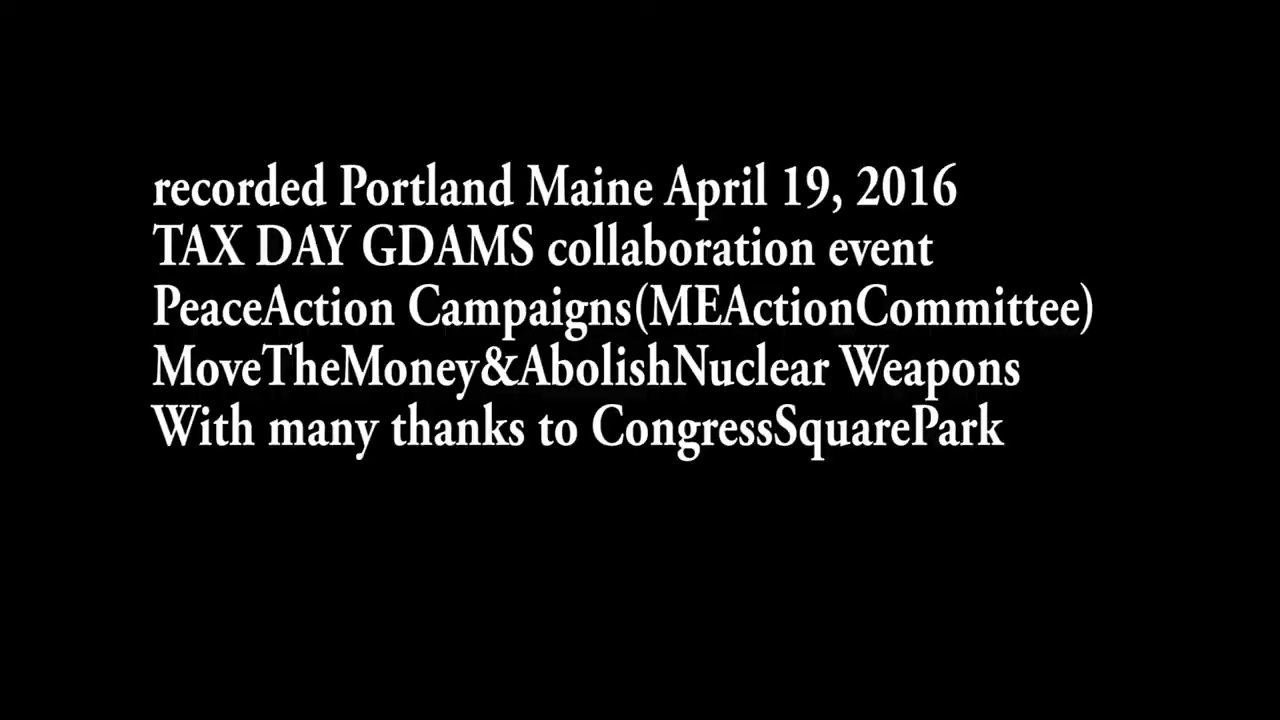 recorded Portland Maine April 19, 2016
TAX DAY GDAMS collaboration event
PeaceAction Campaigns(MEActionCommittee)
MoveTheMoney&AbolishNuclear Weapons
With many thanks to CongressSquarePark